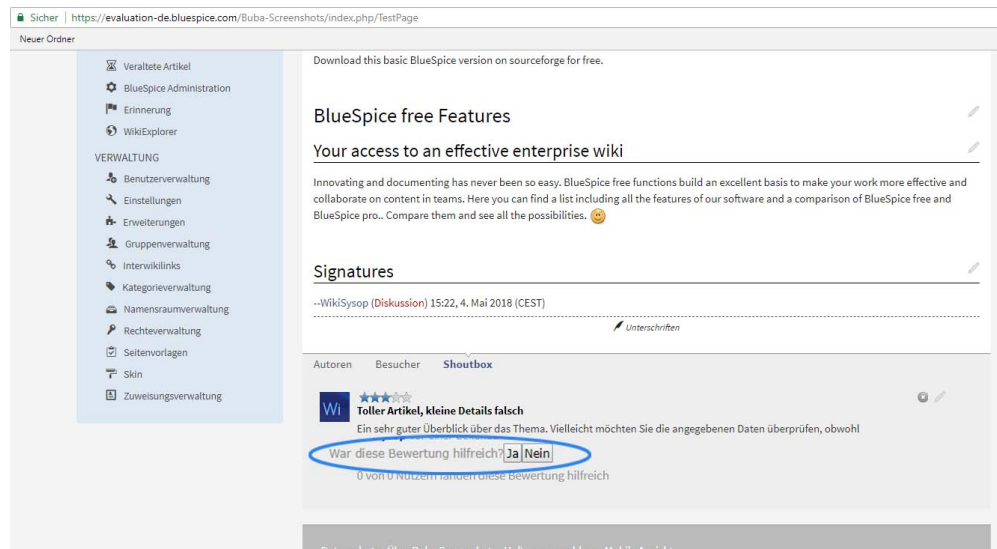 Sicher | https://evaluation-de.bluespice.com/Buba-Screenshots/index.php/TestPage
Neuer Ordner
Veraltete Artikel
BlueSpice Administration
Erinnerung
WikiExplorer
VERWALTUNG
Benutzerverwaltung
Einstellungen
Erweiterungen
Gruppenverwaltung
Interwikilinks
Kategorieverwaltung
Namensraumverwaltung
Rechteverwaltung
Seitenvorlagen
Skin
Zuweisungsverwaltung
Download this basic BlueSpice version on sourceforge for free.
BlueSpice free Features
Your access to an effective enterprise wiki
Innovating and documenting has never been so easy. BlueSpice free functions build an excellent basis to make your work more effective and
collaborate on content in teams. Here you can find a list including all the features of our software and a comparison of BlueSpice free and
BlueSpice pro.. Compare them and see all the possibilities.
Signatures
--WikiSysop (Diskussion) 15:22, 4. Mai 2018 (CEST)
Unterschriften
Autoren Besucher Shoutbox
Wi
Toller Artikel, kleine Details falsch
Ein sehr guter Überblick über das Thema. Vielleicht möchten Sie die angegebenen Daten überprüfen, obwohl
War diese Bewertung hilfreich? Ja Nein
0 von 0 Nutzern fanden diese Bewertung hilfreich